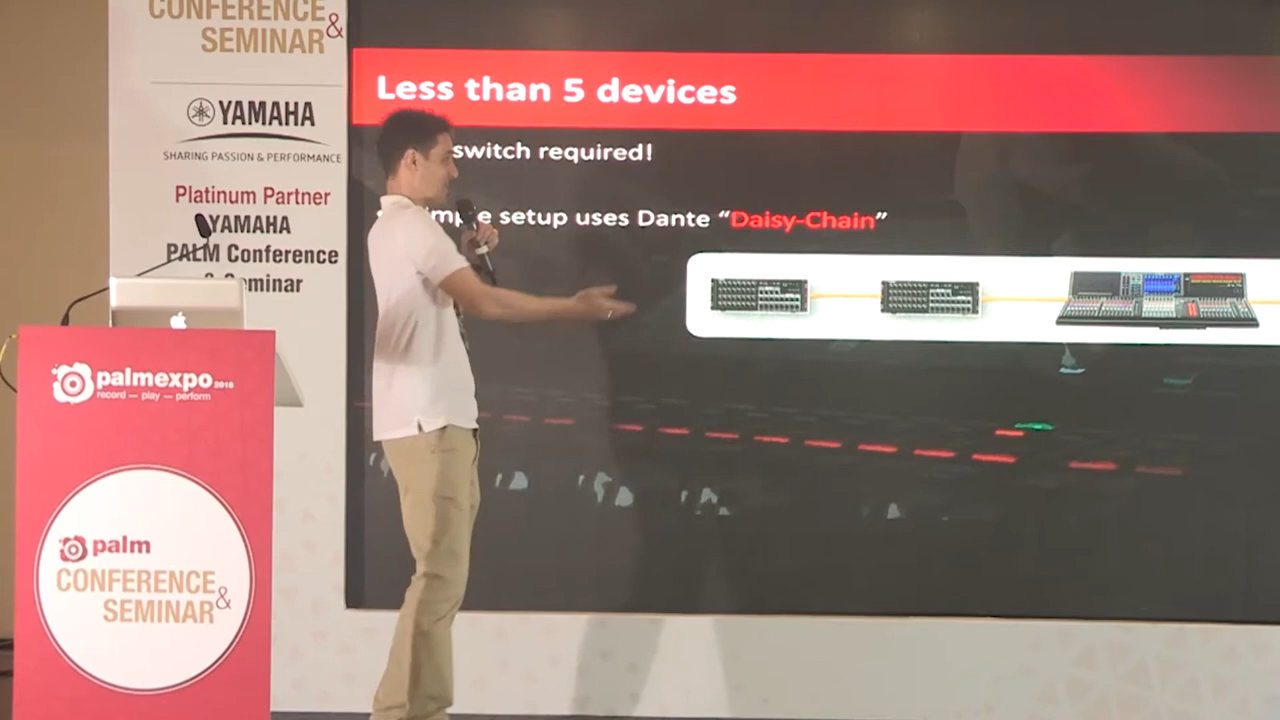 CONFERENCE
&
SEMINAR
YAMAHA
SHARING PASSION & PERFORMANCE
Platinum Partner
YAMAHA
PALM Conference
& Seminar
Less than 5 devices
switch required!
setup uses Dante “Daisy-Chain”
palmexpo 2016
record — play — perform
palm
CONFERENCE
&
SEMINAR